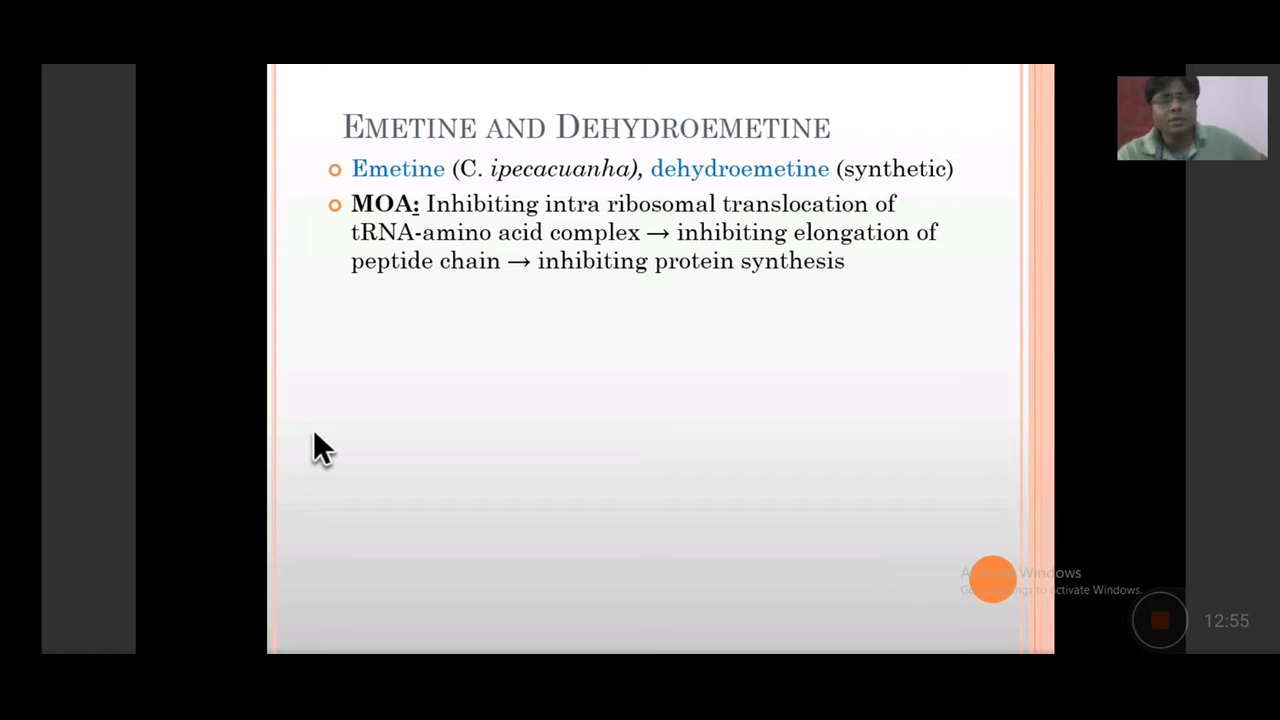 EMETINE AND DEHYDROEMETINE
Emetine (C. ipecacuanha), dehydroemetine (synthetic)
MOA: Inhibiting intra ribosomal translocation of
tRNA-amino acid complex → inhibiting elongation of
peptide chain → inhibiting protein synthesis
Activate Windows
Go to Settings to activate Windows.
12:55